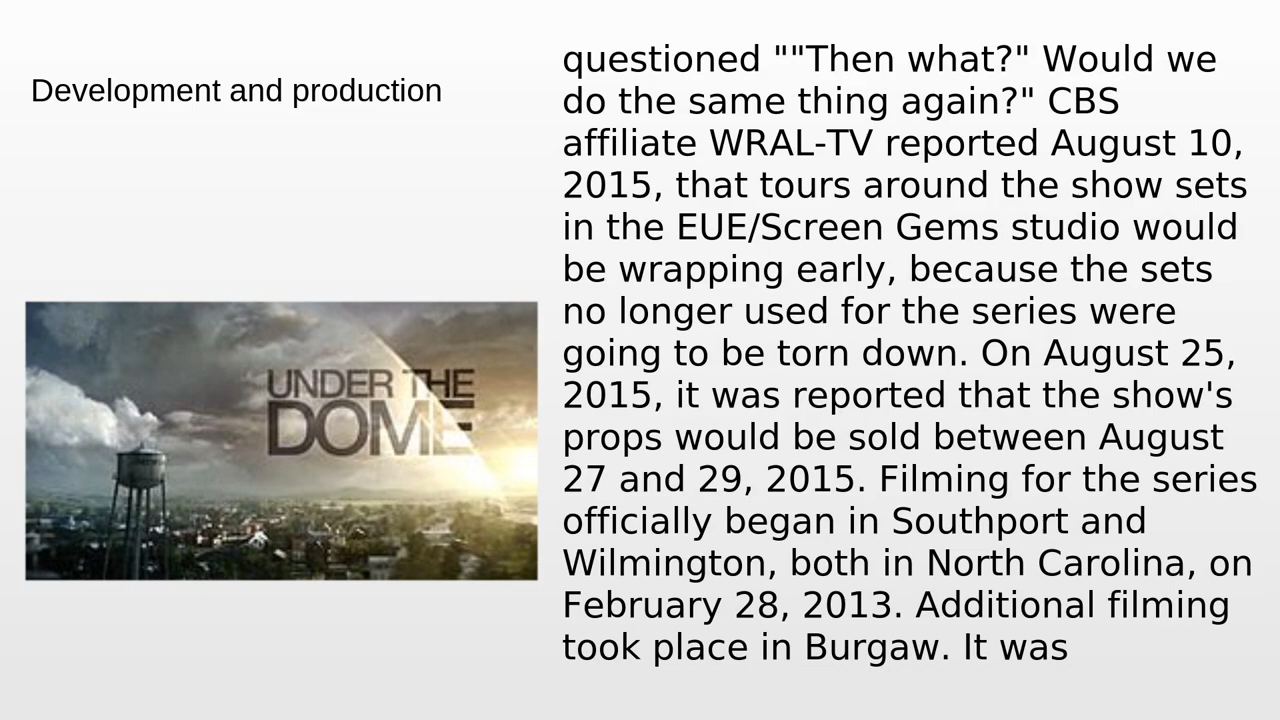 Development and production
UNDER THE
DOME
questioned ""Then what?" Would we
do the same thing again?" CBS
affiliate WRAL-TV reported August 10,
2015, that tours around the show sets
in the EUE/Screen Gems studio would
be wrapping early, because the sets
no longer used for the series were
going to be torn down. On August 25,
2015, it was reported that the show's
props would be sold between August
27 and 29, 2015. Filming for the series
officially began in Southport and
Wilmington, both in North Carolina, on
February 28, 2013. Additional filming
took place in Burgaw. It was